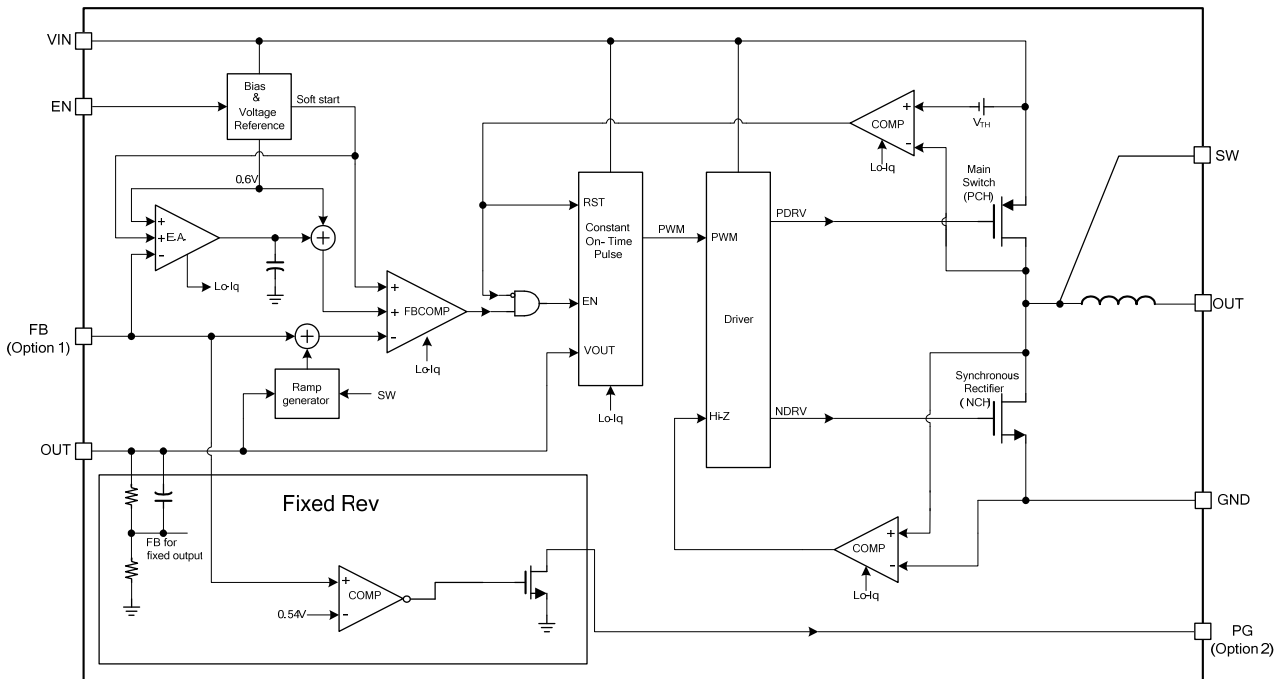 VIN
EN
Bias
&
Voltage
Reference
Soft start
0.6V
+
+
-
E.A.
Lo-Iq
+
FB
(Option 1)
+
+
+
-
FBCOMP
Lo-Iq
Ramp
generator
SW
OUT
FB for
fixed output
Fixed Rev
+
-
COMP
0.54V
RST
Constant
On-Time
Pulse
EN
VOUT
Lo-Iq
PWM
PWM
Driver
Hi-Z
PDRV
NDRV
+
-
COMP
Lo-Iq
VTH
Main
Switch
(PCH)
Synchronous
Rectifier
(NCH)
+
-
COMP
Lo-Iq
SW
OUT
GND
PG
(Option 2)